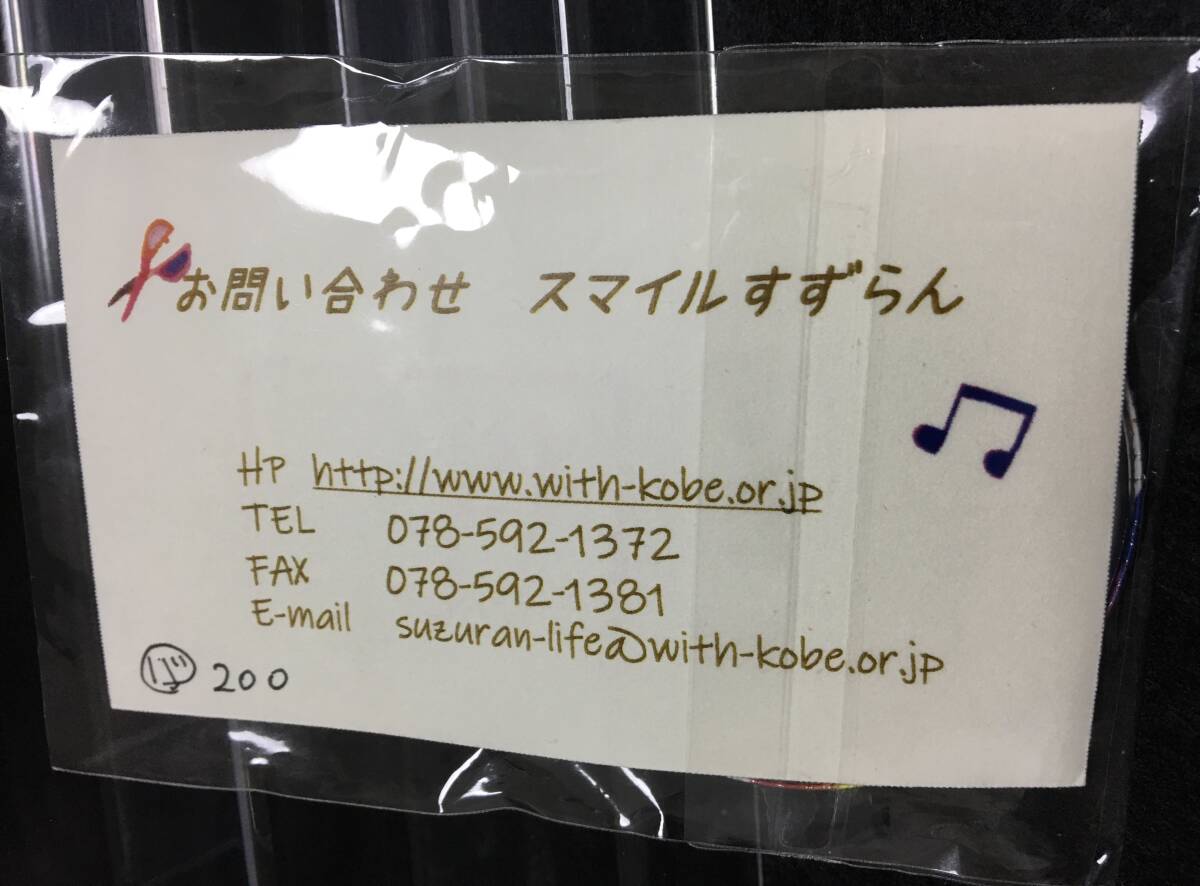 お問い合わせ　スマイルすずらん
HP http://www.with-kobe.or.jp
TEL 078-592-1372
FAX 078-592-1381
E-mail suzuran-life@with-kobe.or.jp
200